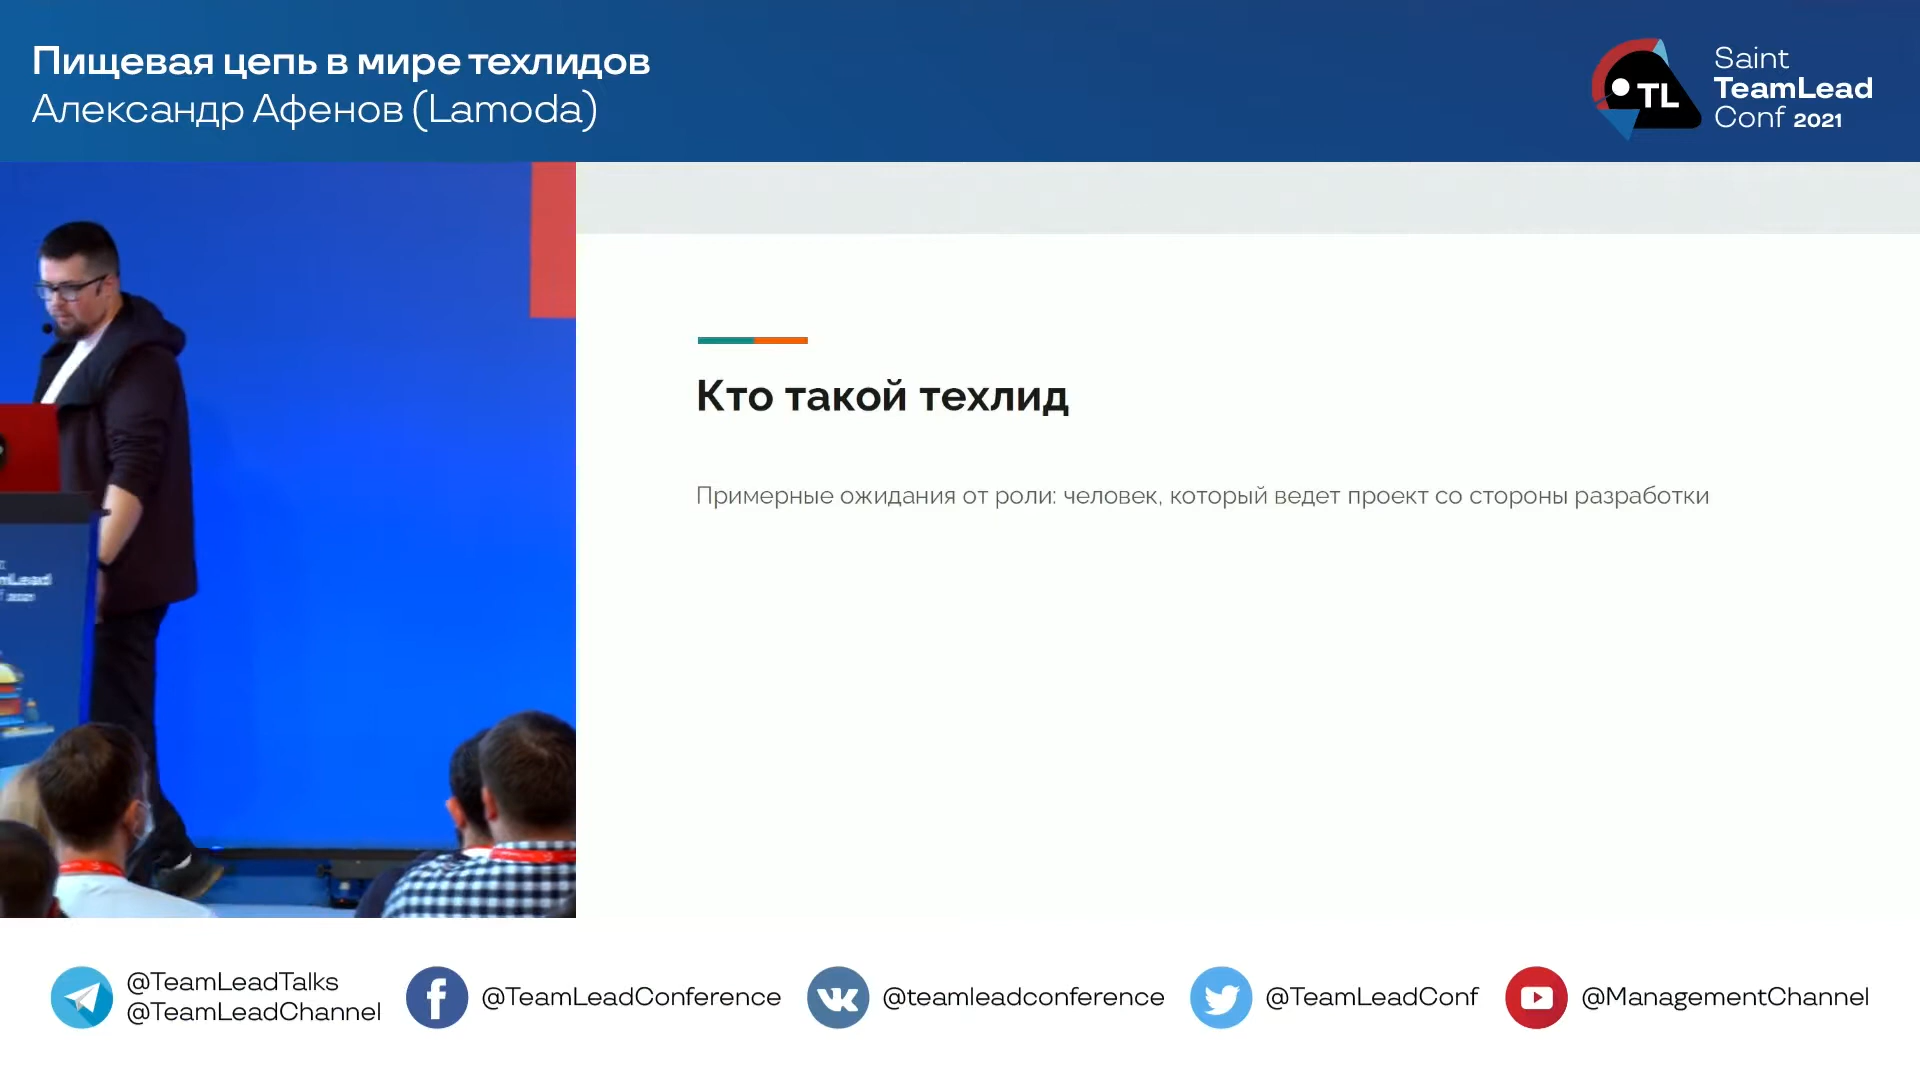 Пищевая цепь в мире техлидов
Александр Афенов (Lamoda)
TL
Saint
TeamLead
Conf 2021
Кто такой техлид
Примерные ожидания от роли: человек, который ведет проект со стороны разработки
@TeamLeadTalks
@TeamLeadChannel
@TeamLeadConference
@teamleadconference
@TeamLeadConf
@ManagementChannel